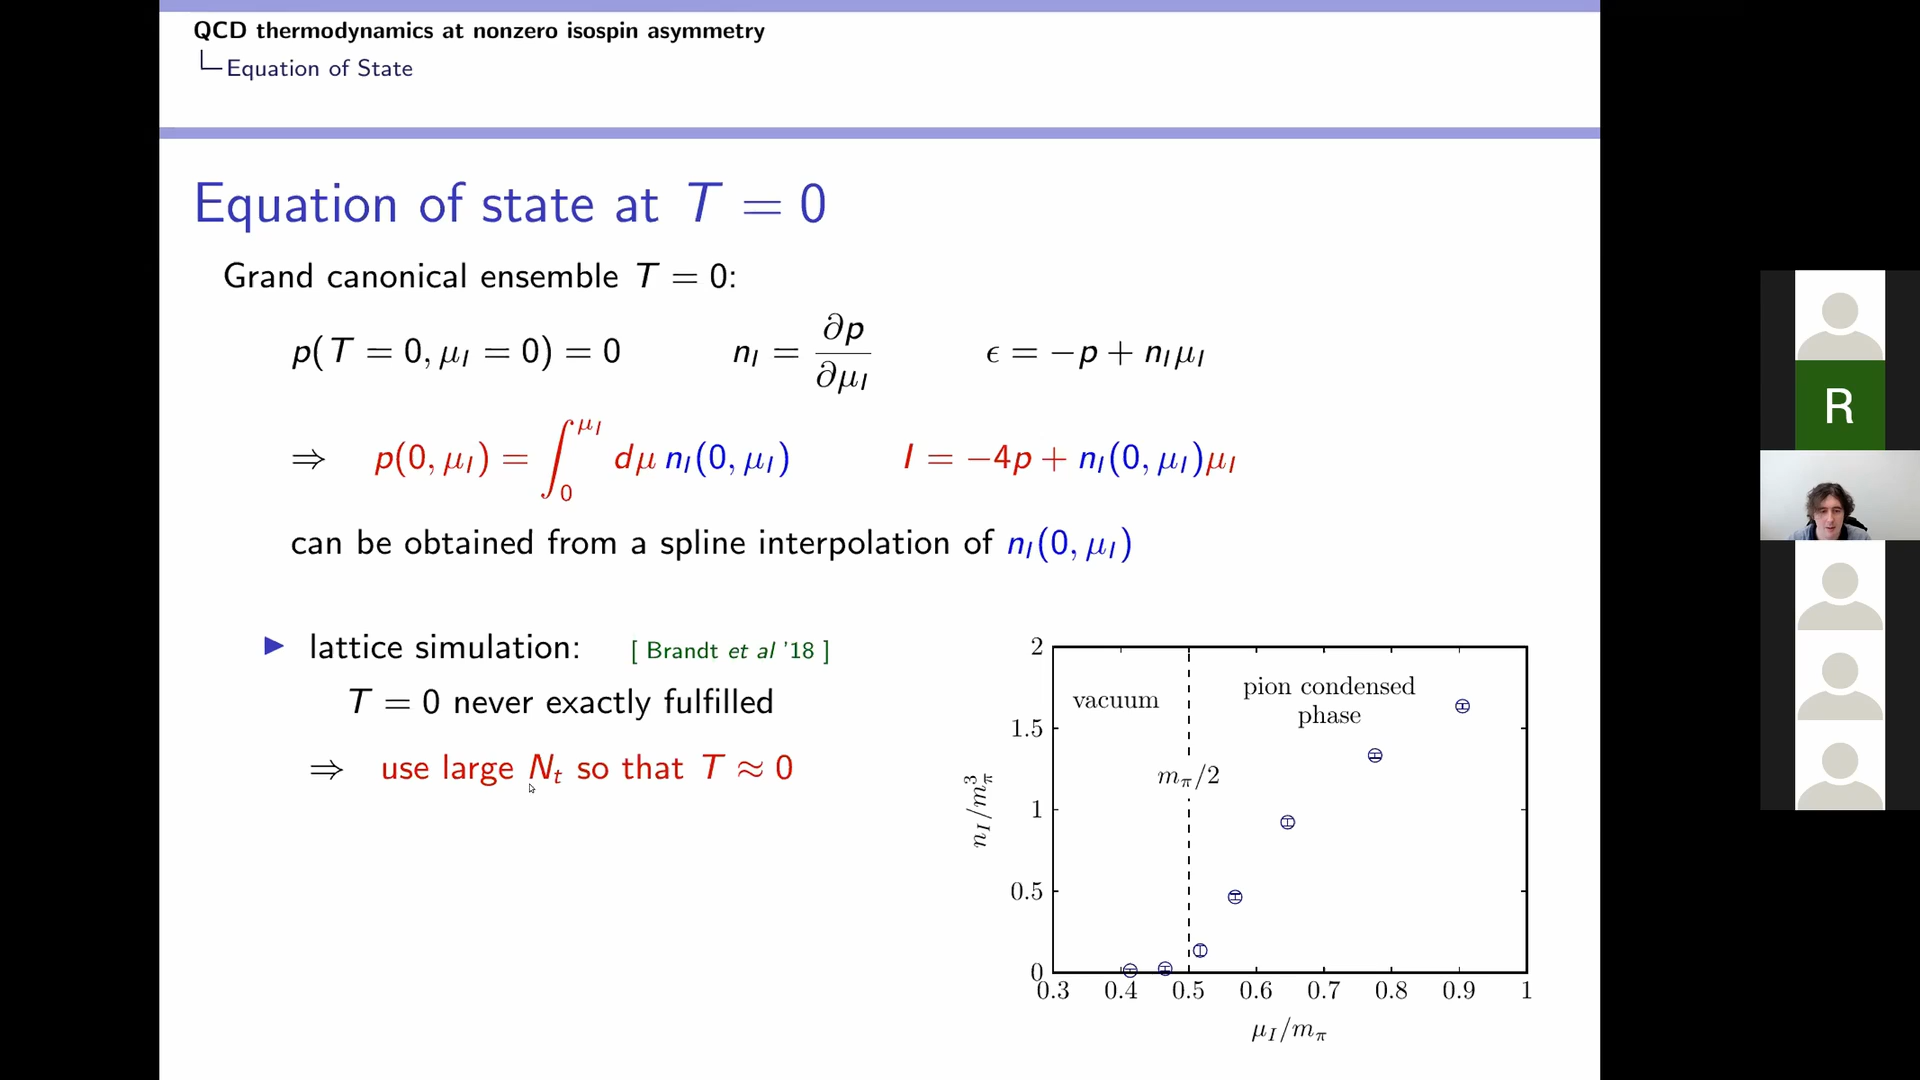 QCD thermodynamics at nonzero isospin asymmetry
Equation of State
Equation of state at T = 0
Grand canonical ensemble T = 0:
p(T = 0, μ_I = 0) = 0    n_I = ∂p/∂μ_I    ϵ = −p + n_I μ_I
⇒ p(0, μ_I) = ∫_0^{μ_I} dμ n_I(0, μ_I)    I = −4p + n_I(0, μ_I)μ_I
can be obtained from a spline interpolation of n_I(0, μ_I)
▶ lattice simulation: [ Brandt et al '18 ]
T = 0 never exactly fulfilled
⇒ use large N_t so that T ≈ 0
2
1.5
1
0.5
0
n_I/m_π^3
vacuum
pion condensed
phase
m_π/2
0.3 0.4 0.5 0.6 0.7 0.8 0.9 1
μ_I/m_π
R